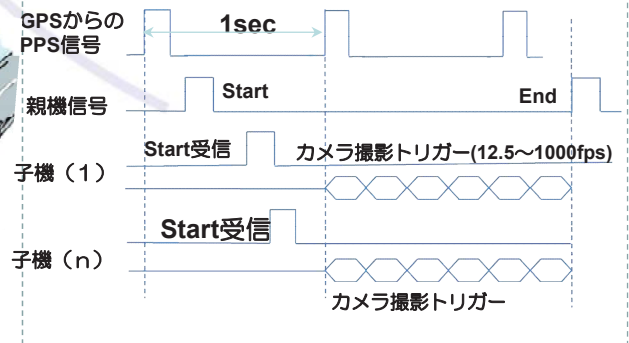 GPSからの
PPS信号
1sec
親機信号
Start
End
Start受信
カメラ撮影トリガー(12.5～1000fps)
子機（１）
Start受信
子機（ｎ）
カメラ撮影トリガー